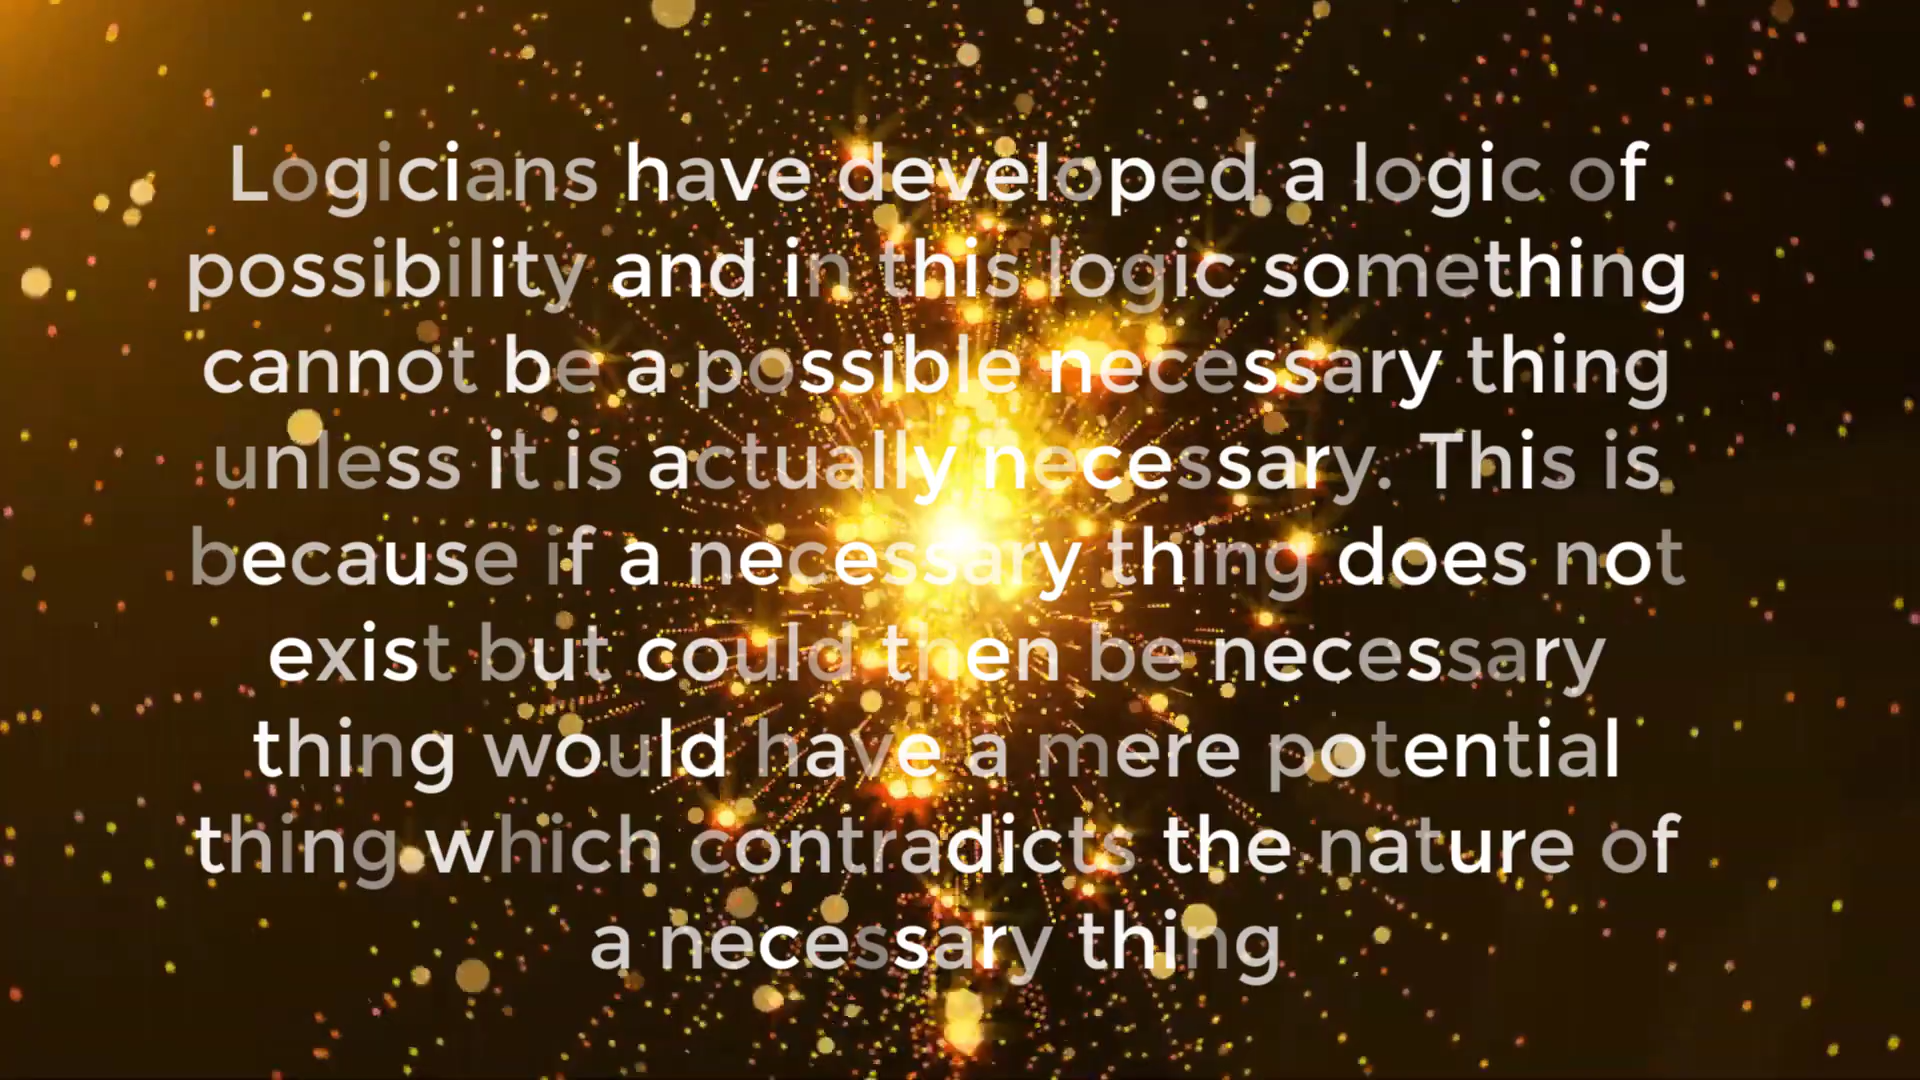 Logicians have developed a logic of
possibility and in this logic something
cannot be a possible necessary thing
unless it is actually necessary. This is
because if a necessary thing does not
exist but could then be necessary
thing would have a mere potential
thing which contradicts the nature of
a necessary thing